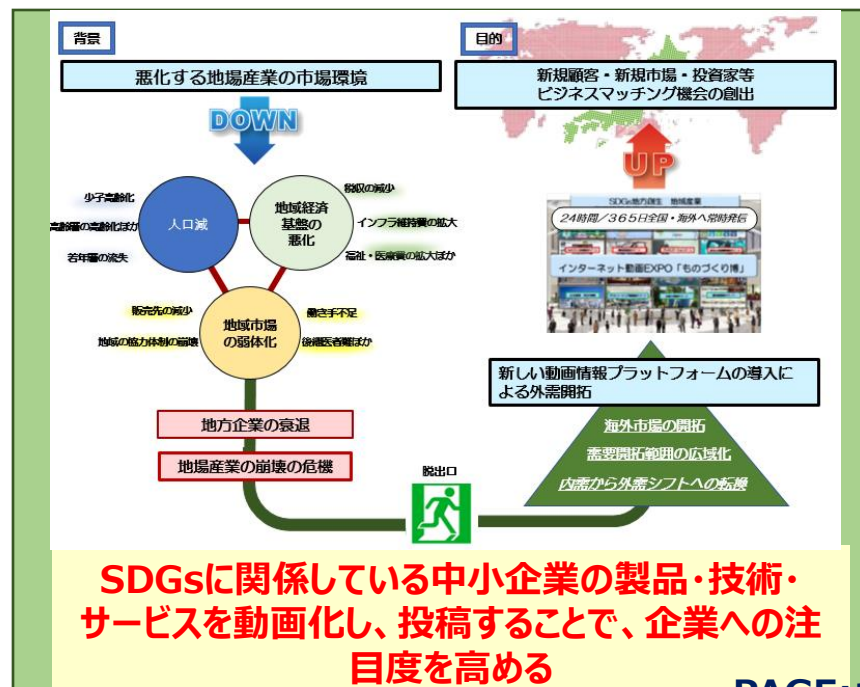 背景
悪化する地場産業の市場環境
DOWN
少子高齢化
高齢層の高齢化ほか
若年層の流失
人口減
地域経済
基盤の
悪化
税収の減少
インフラ維持費の拡大
福祉・医療費の拡大ほか
販売先の減少
地域の協力体制の崩壊
地域市場
の弱体化
働き手不足
後継医者難ほか
地方企業の衰退
地場産業の崩壊の危機
脱出口
目的
新規顧客・新規市場・投資家等
ビジネスマッチング機会の創出
UP
SDGs地方創生 地域産業
24時間/365日全国・海外へ常時発信
インターネット動画EXPO「ものづくり博」
新しい動画情報プラットフォームの導入に
よる外需開拓
海外市場の開拓
需要開拓範囲の広域化
内需から外需シフトへの転換
SDGsに関係している中小企業の製品・技術・
サービスを動画化し、投稿することで、企業への注
目度を高める